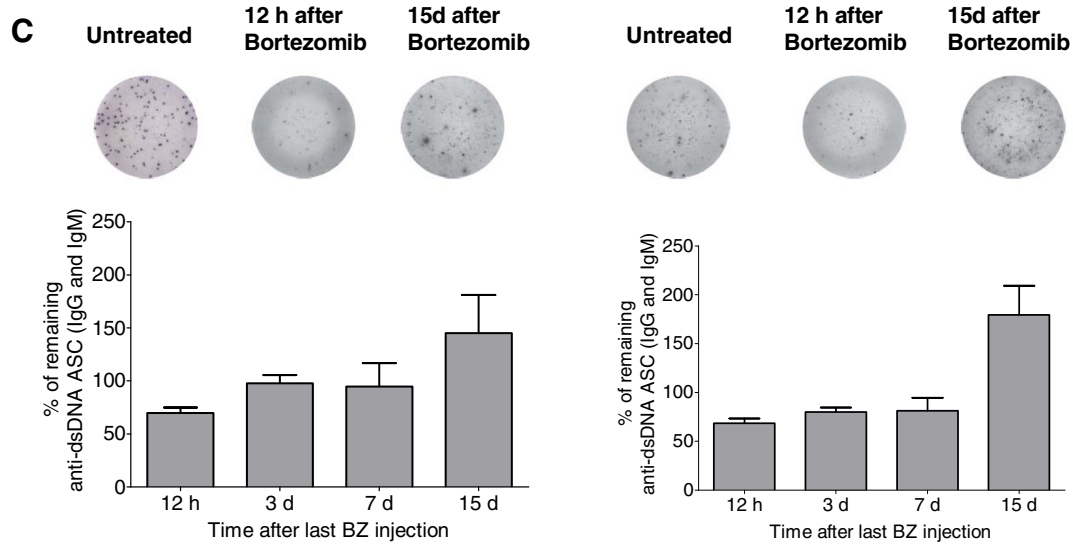 C
Untreated
12 h after
Bortezomib
15d after
Bortezomib
Untreated
12 h after
Bortezomib
15d after
Bortezomib
% of remaining
anti-dsDNA ASC (IgG and IgM)
250
200
150
100
50
0
12 h
3 d
7 d
15 d
Time after last BZ injection
% of remaining
anti-dsDNA ASC (IgG and IgM)
250
200
150
100
50
0
12 h
3 d
7 d
15 d
Time after last BZ injection